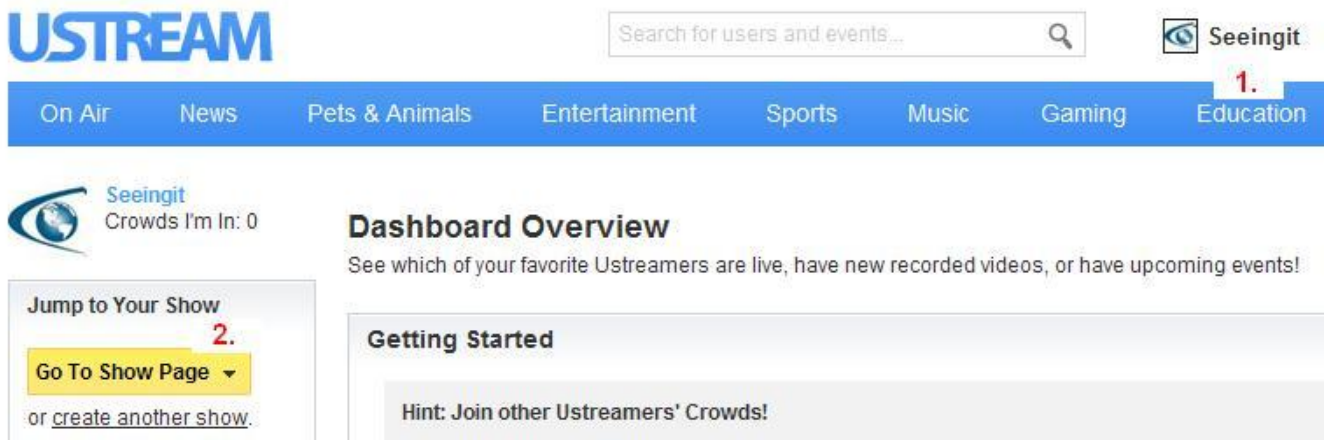 USTREAM
Search for users and events...
Seeingit
1.
On Air News Pets & Animals Entertainment Sports Music Gaming Education
Seeingit
Crowds I'm In: 0
Dashboard Overview
See which of your favorite Ustreamers are live, have new recorded videos, or have upcoming events!
Jump to Your Show
2.
Go To Show Page
or create another show.
Getting Started
Hint: Join other Ustreamers' Crowds!